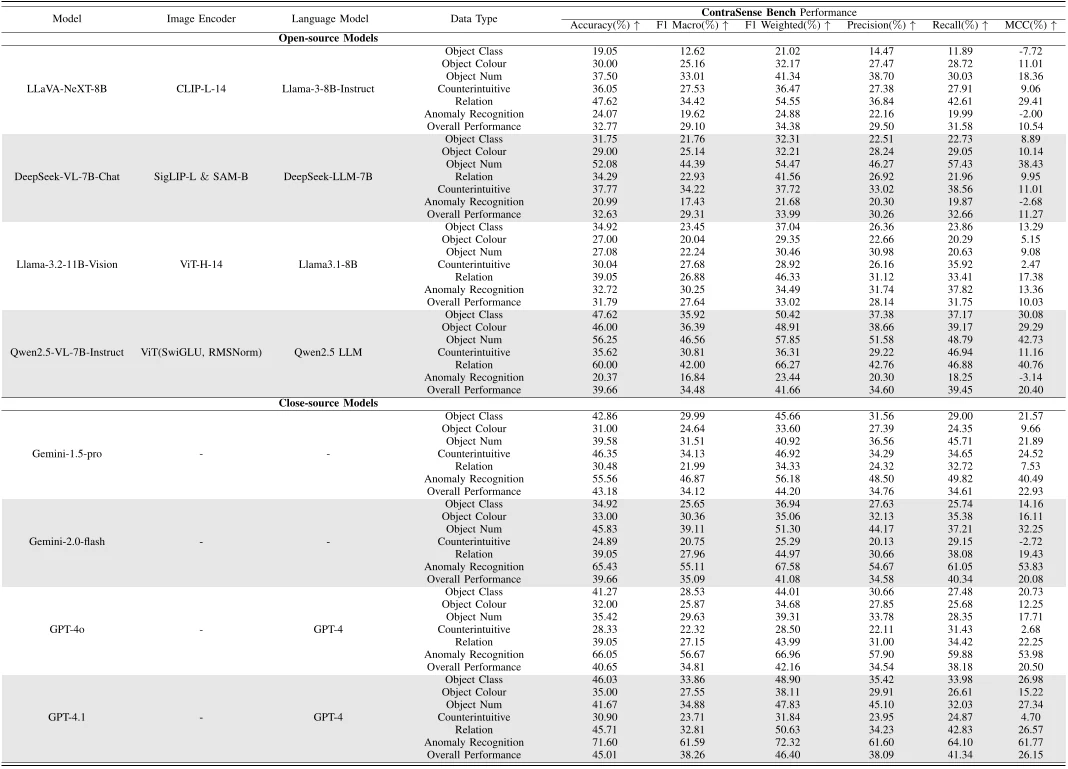 Model Image Encoder Language Model Data Type ContraSense Bench Performance
Accuracy(%) ↑ F1 Macro(%) ↑ F1 Weighted(%) ↑ Precision(%) ↑ Recall(%) ↑ MCC(%) ↑
Open-source Models
Object Class 19.05 12.62 21.02 14.47 11.89 -7.72
Object Colour 30.00 25.16 32.17 27.47 28.72 11.01
Object Num 37.50 33.01 41.34 38.70 30.03 18.36
LLaVA-NeXT-8B CLIP-L-14 Llama-3-8B-Instruct Counterintuitive 36.05 27.53 36.47 27.38 27.91 9.06
Relation 47.62 34.42 54.55 36.84 42.61 29.41
Anomaly Recognition 24.07 19.62 24.88 22.16 19.99 -2.00
Overall Performance 32.77 29.10 34.38 29.50 31.58 10.54
Object Class 31.75 21.76 32.31 22.51 22.73 8.89
Object Colour 29.00 25.14 32.21 28.24 29.05 10.14
Object Num 52.08 44.39 54.47 46.27 57.43 38.43
DeepSeek-VL-7B-Chat SigLIP-L & SAM-B DeepSeek-LLM-7B Relation 34.29 22.93 41.56 26.92 21.96 9.95
Counterintuitive 37.77 34.22 37.72 33.02 38.56 11.01
Anomaly Recognition 20.99 17.43 21.68 20.30 19.87 -2.68
Overall Performance 32.63 29.31 33.99 30.26 32.66 11.27
Object Class 34.92 23.45 37.04 26.36 23.86 13.29
Object Colour 27.00 20.04 29.35 22.66 20.29 5.15
Object Num 27.08 22.24 30.46 30.98 20.63 9.08
Llama-3.2-11B-Vision ViT-H-14 Llama3.1-8B Counterintuitive 30.04 27.68 28.92 26.16 35.92 2.47
Relation 39.05 26.88 46.33 31.12 33.41 17.38
Anomaly Recognition 32.72 30.25 34.49 31.74 37.82 13.36
Overall Performance 31.79 27.64 33.02 28.14 31.75 10.03
Object Class 47.62 35.92 50.42 37.38 37.17 30.08
Object Colour 46.00 36.39 48.91 38.66 39.17 29.29
Object Num 56.25 46.56 57.85 51.58 48.79 42.73
Qwen2.5-VL-7B-Instruct ViT(SwiGLU, RMSNorm) Qwen2.5 LLM Counterintuitive 35.62 30.81 36.31 29.22 46.94 11.16
Relation 60.00 42.00 66.27 42.76 46.88 40.76
Anomaly Recognition 20.37 16.84 23.44 20.30 18.25 -3.14
Overall Performance 39.66 34.48 41.66 34.60 39.45 20.40
Close-source Models
Object Class 42.86 29.99 45.66 31.56 29.00 21.57
Object Colour 31.00 24.64 33.60 27.39 24.35 9.66
Object Num 39.58 31.51 40.92 36.56 45.71 21.89
Gemini-1.5-pro - - Counterintuitive 46.35 34.13 46.92 34.29 34.65 24.52
Relation 30.48 21.99 34.33 24.32 32.72 7.53
Anomaly Recognition 55.56 46.87 56.18 48.50 49.82 40.49
Overall Performance 43.18 34.12 44.20 34.76 34.61 22.93
Object Class 34.92 25.65 36.94 27.63 25.74 14.16
Object Colour 33.00 30.36 35.06 32.13 35.38 16.11
Object Num 45.83 39.11 51.30 44.17 37.21 32.25
Gemini-2.0-flash - - Counterintuitive 24.89 20.75 25.29 20.13 29.15 -2.72
Relation 39.05 27.96 44.97 30.66 38.08 19.43
Anomaly Recognition 65.43 55.11 67.58 54.67 61.05 53.83
Overall Performance 39.66 35.09 41.08 34.58 40.34 20.08
Object Class 41.27 28.53 44.01 30.66 27.48 20.73
Object Colour 32.00 25.87 34.68 27.85 25.68 12.25
Object Num 35.42 29.63 39.31 33.78 28.35 17.71
GPT-4o - GPT-4 Counterintuitive 28.33 22.32 28.50 22.11 31.43 2.68
Relation 39.05 27.15 43.99 31.00 34.42 22.25
Anomaly Recognition 66.05 56.67 66.96 57.90 59.88 53.98
Overall Performance 40.65 34.81 42.16 34.54 38.18 20.50
Object Class 46.03 33.86 48.90 35.42 33.98 26.98
Object Colour 35.00 27.55 38.11 29.91 26.61 15.22
Object Num 41.67 34.88 47.83 45.10 32.03 27.34
GPT-4.1 - GPT-4 Counterintuitive 30.90 23.71 31.84 23.95 24.87 4.70
Relation 45.71 32.81 50.63 34.23 42.83 26.57
Anomaly Recognition 71.60 61.59 72.32 61.60 64.10 61.77
Overall Performance 45.01 38.26 46.40 38.09 41.34 26.15